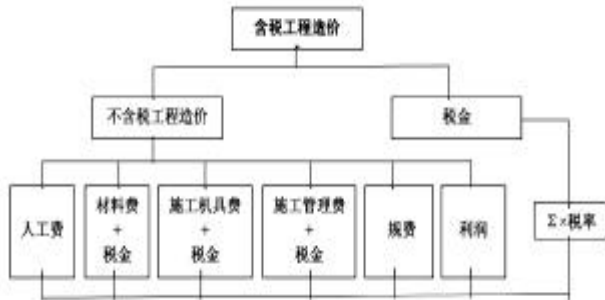 含税工程造价
不含税工程造价
税金
人工费
材料费
+
税金
施工机具费
+
税金
施工管理费
+
税金
规费
利润
Σ×税率